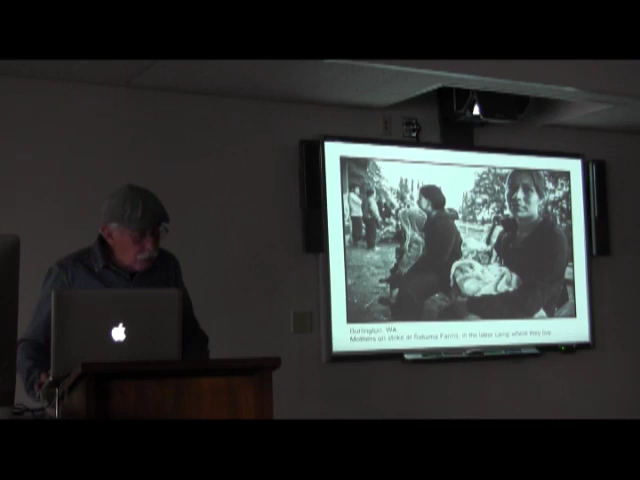 Burlington, WA.
Mothers on strike at Sakuma Farms, in the labor camp where they live